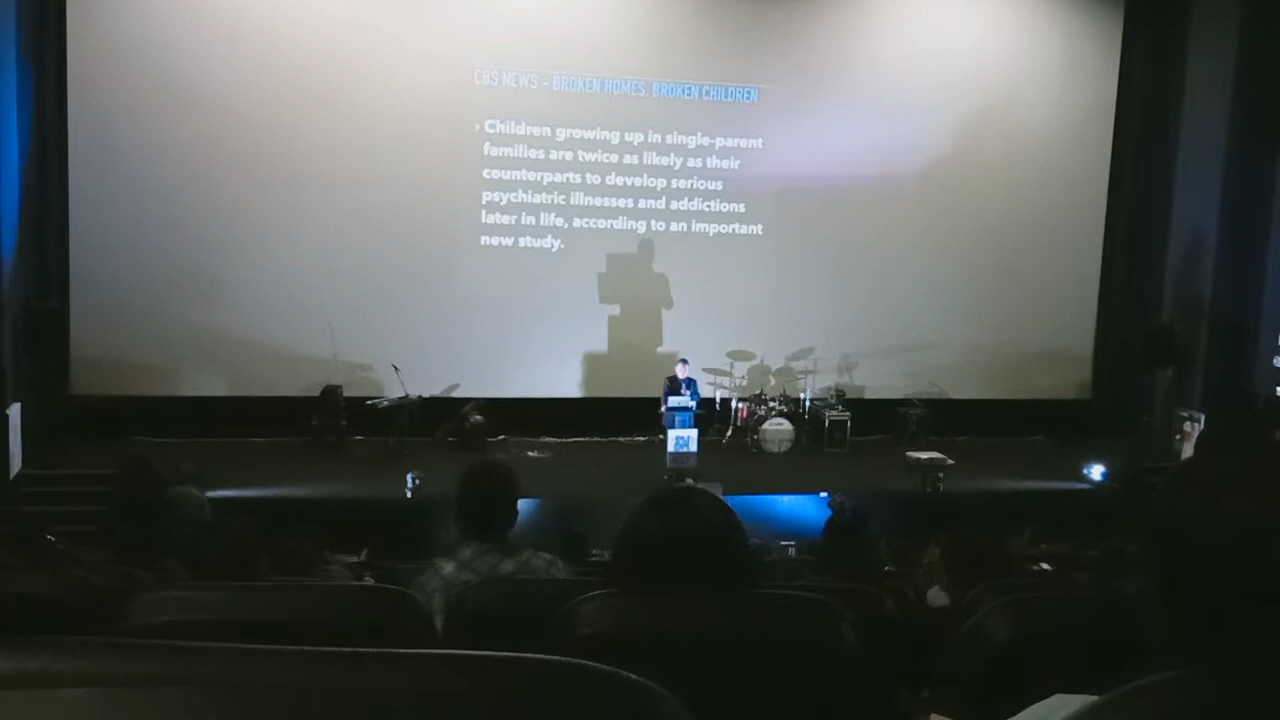 CBS NEWS - BROKEN HOMES, BROKEN CHILDREN
› Children growing up in single-parent
families are twice as likely as their
counterparts to develop serious
psychiatric illnesses and addictions
later in life, according to an important
new study.